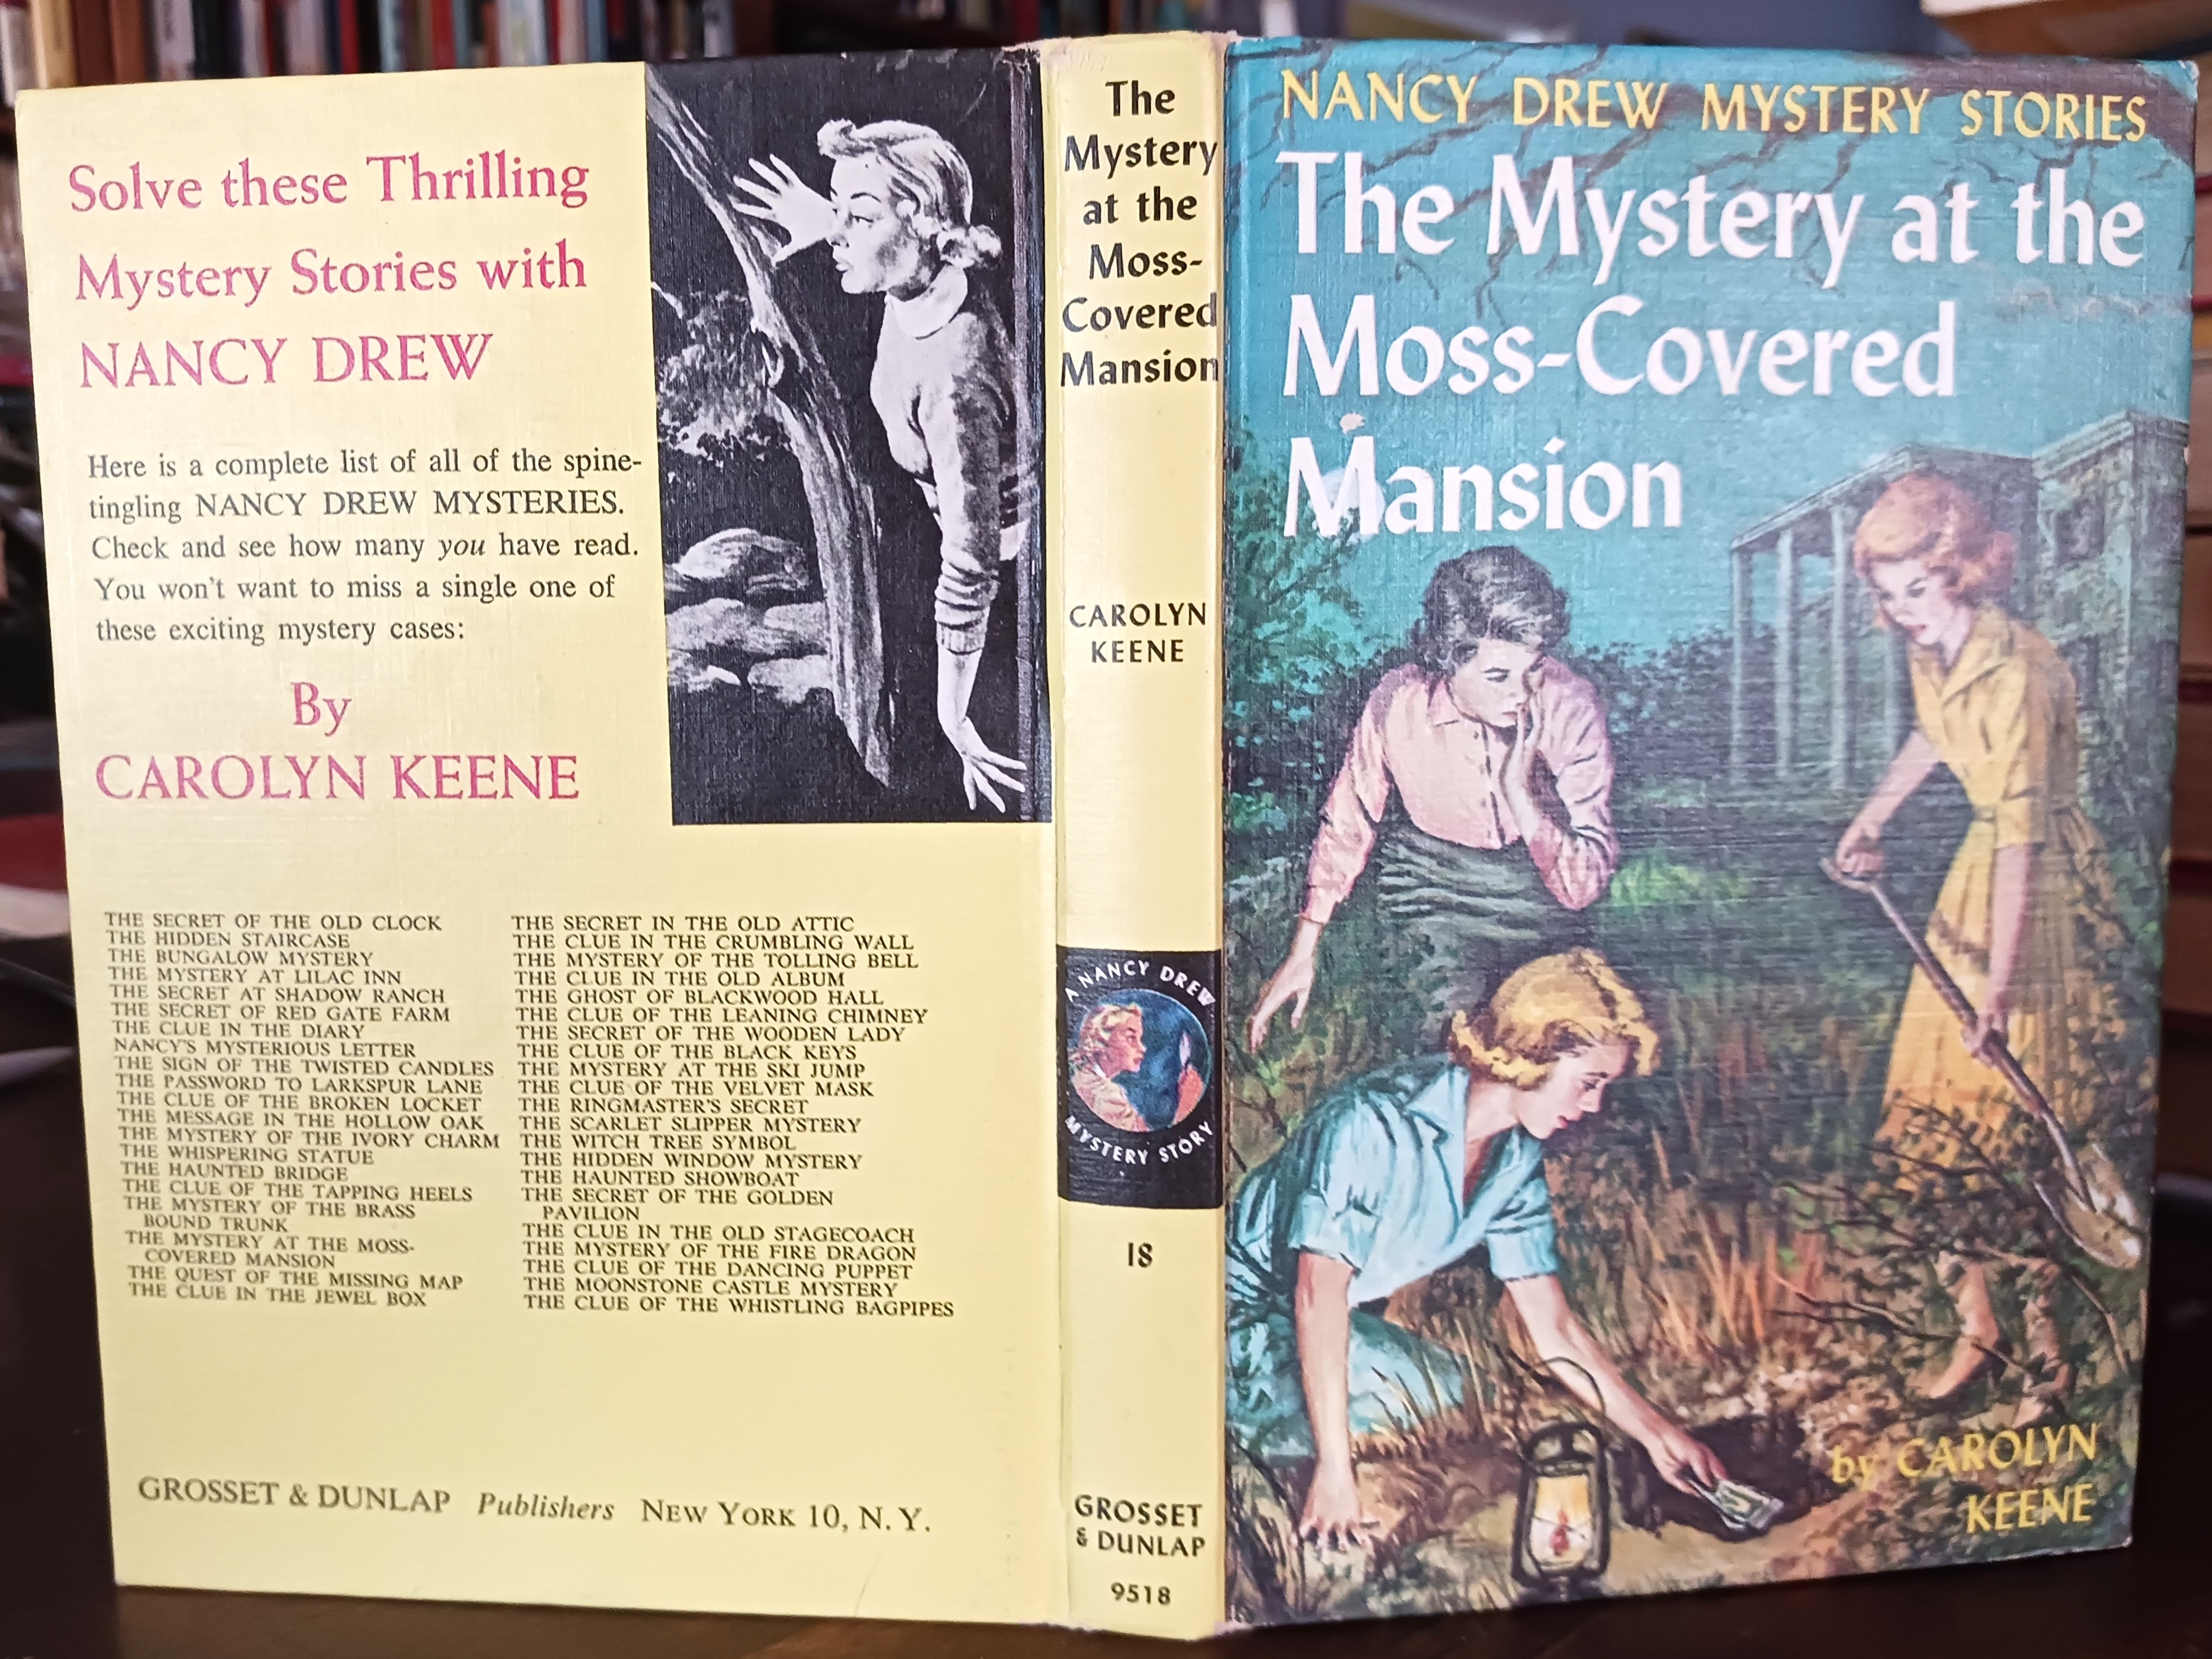 Solve these Thrilling
Mystery Stories with
NANCY DREW
Here is a complete list of all of the spine-
tingling NANCY DREW MYSTERIES.
Check and see how many you have read.
You won't want to miss a single one of
these exciting mystery cases:
By
CAROLYN KEENE
THE SECRET OF THE OLD CLOCK
THE HIDDEN STAIRCASE
THE BUNGALOW MYSTERY
THE MYSTERY AT LILAC INN
THE SECRET AT SHADOW RANCH
THE SECRET OF RED GATE FARM
THE CLUE IN THE DIARY
NANCY'S MYSTERIOUS LETTER
THE SIGN OF THE TWISTED CANDLES
THE PASSWORD TO LARKSPUR LANE
THE CLUE OF THE BROKEN LOCKET
THE MESSAGE IN THE HOLLOW OAK
THE MYSTERY OF THE IVORY CHARM
THE WHISPERING STATUE
THE HAUNTED BRIDGE
THE CLUE OF THE TAPPING HEELS
THE MYSTERY OF THE BRASS
BOUND TRUNK
THE MYSTERY AT THE MOSS-
COVERED MANSION
THE QUEST OF THE MISSING MAP
THE CLUE IN THE JEWEL BOX
THE SECRET IN THE OLD ATTIC
THE CLUE IN THE CRUMBLING WALL
THE MYSTERY OF THE TOLLING BELL
THE CLUE IN THE OLD ALBUM
THE GHOST OF BLACKWOOD HALL
THE CLUE OF THE LEANING CHIMNEY
THE SECRET OF THE WOODEN LADY
THE CLUE OF THE BLACK KEYS
THE MYSTERY AT THE SKI JUMP
THE CLUE OF THE VELVET MASK
THE RINGMASTER'S SECRET
THE SCARLET SLIPPER MYSTERY
THE WITCH TREE SYMBOL
THE HIDDEN WINDOW MYSTERY
THE HAUNTED SHOWBOAT
THE SECRET OF THE GOLDEN
PAVILION
THE CLUE IN THE OLD STAGECOACH
THE MYSTERY OF THE FIRE DRAGON
THE CLUE OF THE DANCING PUPPET
THE MOONSTONE CASTLE MYSTERY
THE CLUE OF THE WHISTLING BAGPIPES
GROSSET & DUNLAP Publishers NEW YORK 10, N. Y.
The
Mystery
at the
Moss-
Covered
Mansion
CAROLYN
KEENE
A NANCY DREW
MYSTERY STORY
18
GROSSET
& DUNLAP
9518
NANCY DREW MYSTERY STORIES
The Mystery at the
Moss-Covered
Mansion
by CAROLYN
KEENE